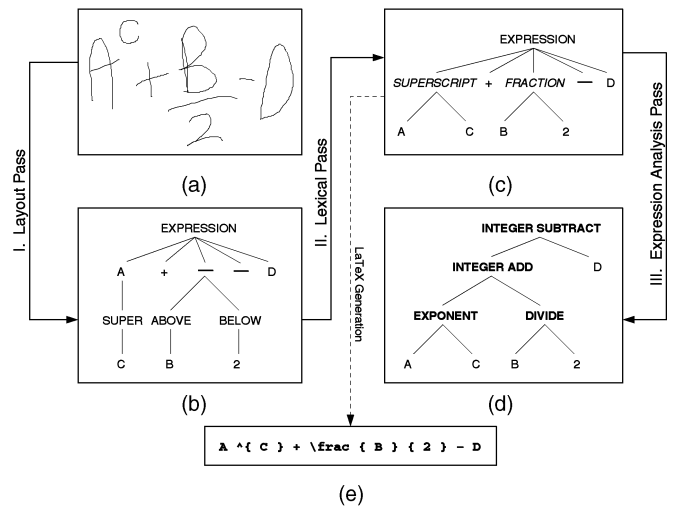 A^C + B/2 - D
(a)
I. Layout Pass
EXPRESSION
A + — — D
SUPER ABOVE BELOW
C B 2
(b)
II. Lexical Pass
EXPRESSION
SUPERSCRIPT + FRACTION — D
A C B 2
(c)
LaTeX Generation
III. Expression Analysis Pass
INTEGER SUBTRACT
INTEGER ADD D
EXPONENT DIVIDE
A C B 2
(d)
A ^{ C } + \frac { B } { 2 } - D
(e)